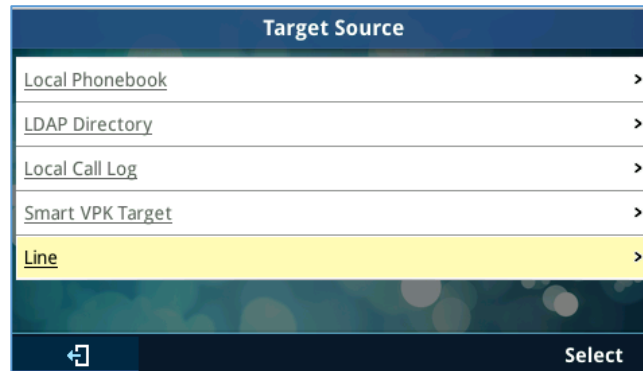 Target Source
Local Phonebook
LDAP Directory
Local Call Log
Smart VPK Target
Line
Select